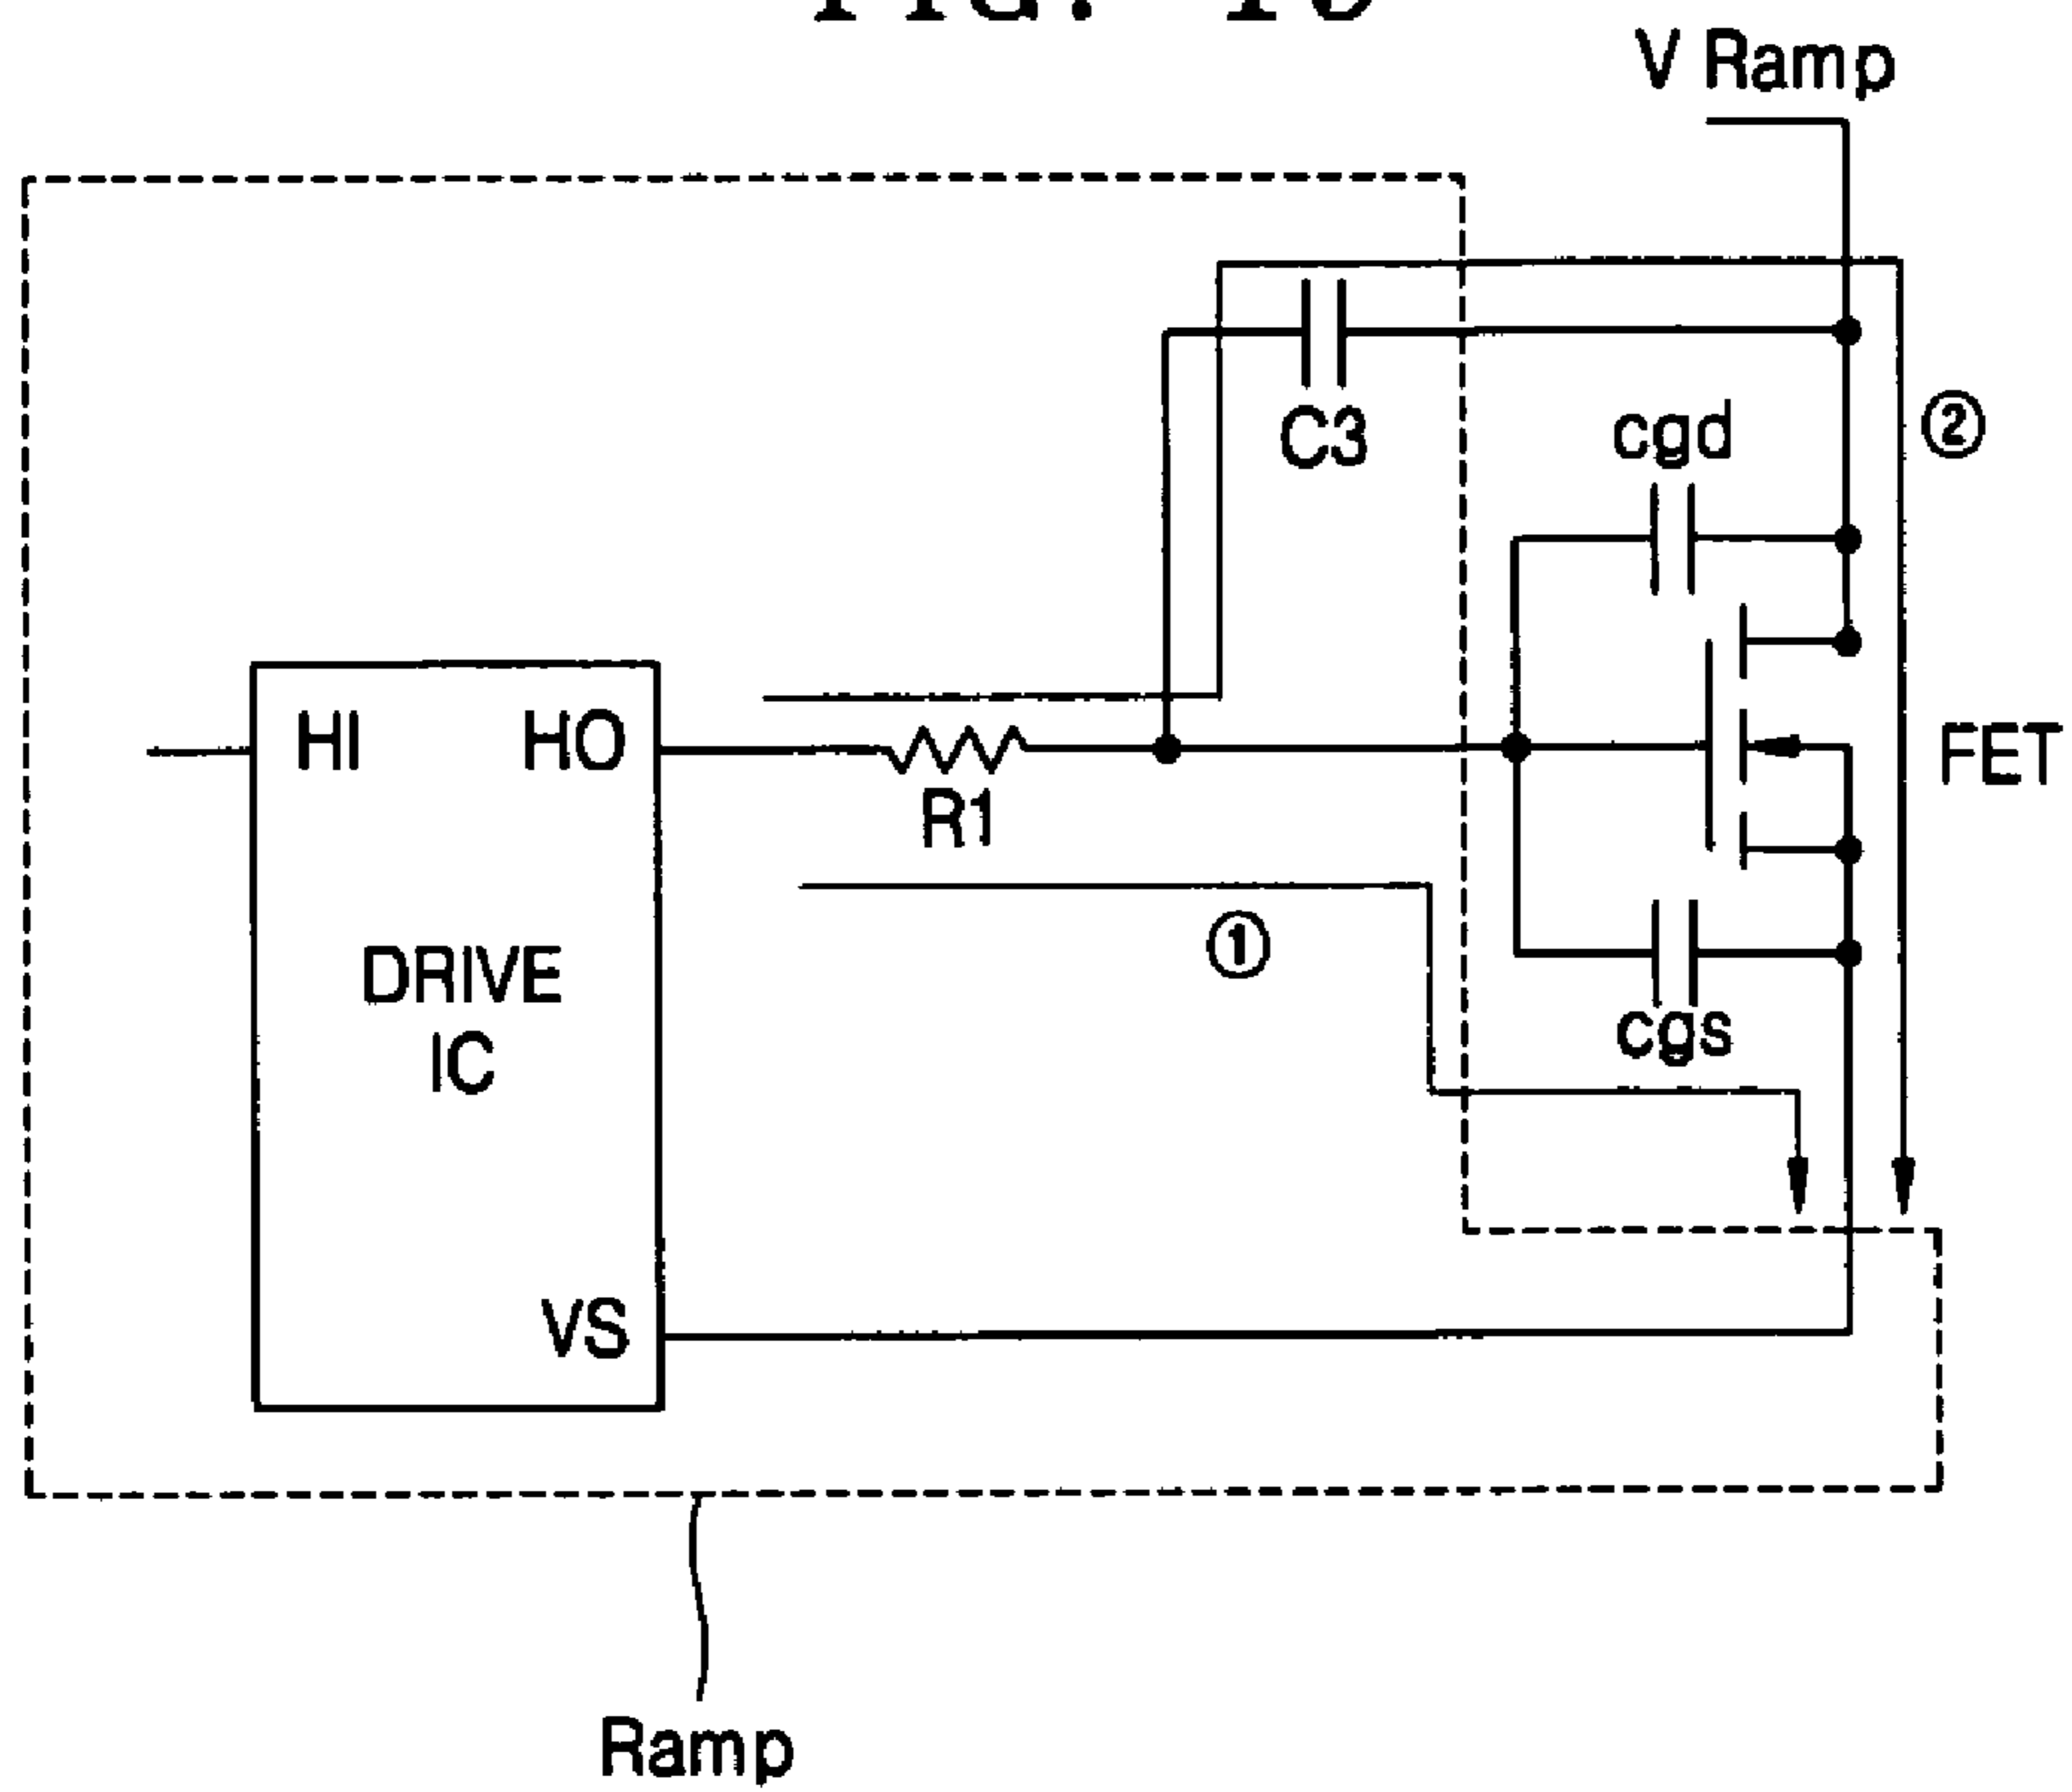 V Ramp
C3
cgd
②
HI
HO
FET
R1
①
DRIVE
IC
cgs
VS
Ramp